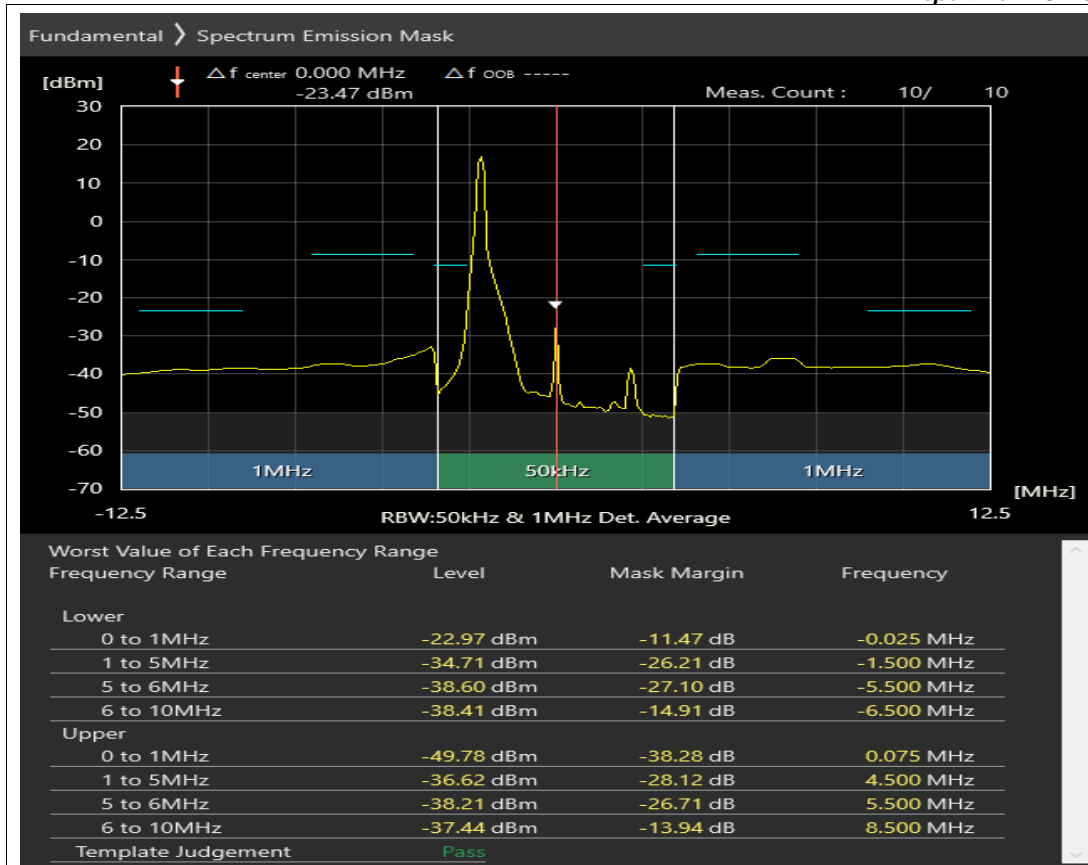 Fundamental ❭ Spectrum Emission Mask
[dBm] △f center 0.000 MHz △f OOB -----
-23.47 dBm Meas. Count : 10/ 10
30
20
10
0
-10
-20
-30
-40
-50
-60
1MHz 50kHz 1MHz
-70
[MHz]
-12.5 RBW:50kHz & 1MHz Det. Average 12.5
Worst Value of Each Frequency Range
Frequency Range Level Mask Margin Frequency
Lower
0 to 1MHz -22.97 dBm -11.47 dB -0.025 MHz
1 to 5MHz -34.71 dBm -26.21 dB -1.500 MHz
5 to 6MHz -38.60 dBm -27.10 dB -5.500 MHz
6 to 10MHz -38.41 dBm -14.91 dB -6.500 MHz
Upper
0 to 1MHz -49.78 dBm -38.28 dB 0.075 MHz
1 to 5MHz -36.62 dBm -28.12 dB 4.500 MHz
5 to 6MHz -38.21 dBm -26.71 dB 5.500 MHz
6 to 10MHz -37.44 dBm -13.94 dB 8.500 MHz
Template Judgement Pass